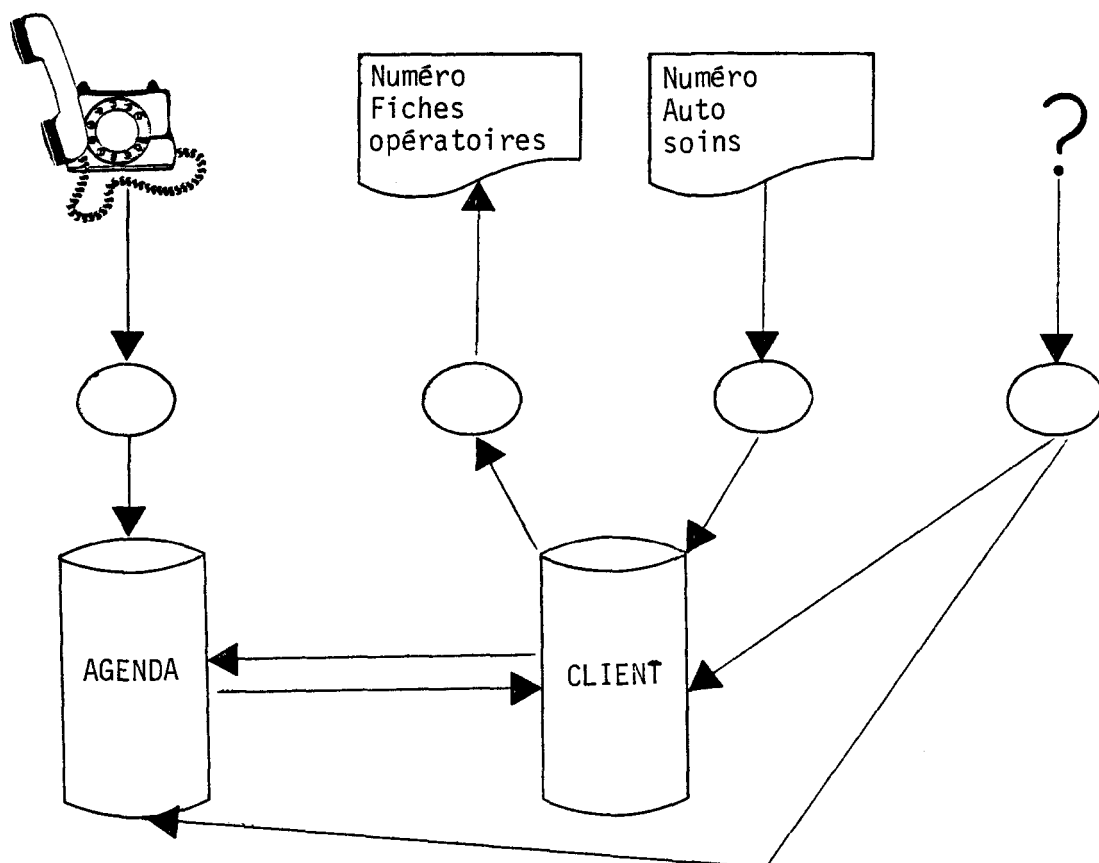 Numéro
Fiches
opératoires
Numéro
Auto
soins
?
AGENDA
CLIENT